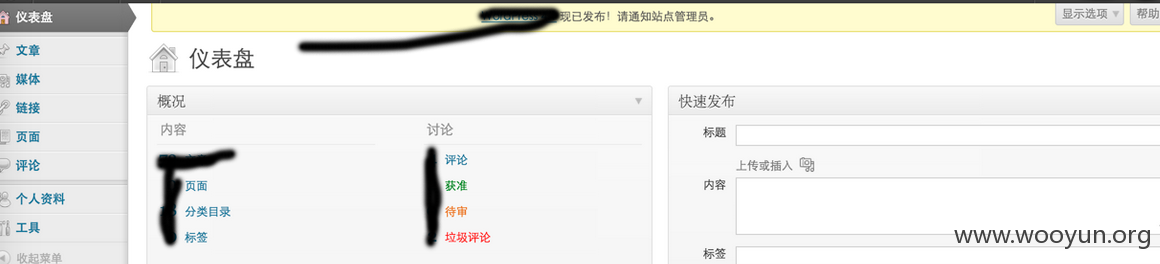 仪表盘
现已发布！请通知站点管理员。
显示选项
帮助
文章
媒体
链接
页面
评论
个人资料
工具
收起菜单
仪表盘
概况
内容
讨论
评论
页面
获准
分类目录
待审
标签
垃圾评论
快速发布
标题
上传或插入
内容
标签
www.wooyun.org